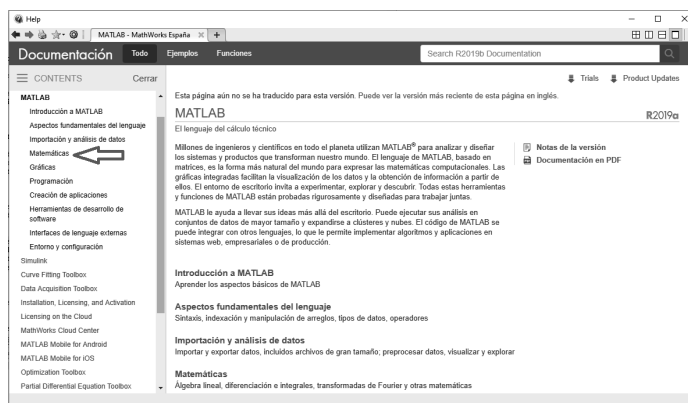 Help
MATLAB - MathWorks España
Documentación Todo Ejemplos Funciones Search R2019b Documentation
CONTENTS Cerrar
Trials Product Updates
MATLAB
Introducción a MATLAB
Aspectos fundamentales del lenguaje
Importación y análisis de datos
Matemáticas
Gráficas
Programación
Creación de aplicaciones
Herramientas de desarrollo de
software
Interfaces de lenguaje externas
Entorno y configuración
Simulink
Curve Fitting Toolbox
Data Acquisition Toolbox
Installation, Licensing, and Activation
Licensing on the Cloud
MathWorks Cloud Center
MATLAB Mobile for Android
MATLAB Mobile for iOS
Optimization Toolbox
Partial Differential Equation Toolbox
Esta página aún no se ha traducido para esta versión. Puede ver la versión más reciente de esta página en inglés.
MATLAB
R2019a
El lenguaje del cálculo técnico
Millones de ingenieros y científicos en todo el planeta utilizan MATLAB® para analizar y diseñar
los sistemas y productos que transforman nuestro mundo. El lenguaje de MATLAB, basado en
matrices, es la forma más natural del mundo para expresar las matemáticas computacionales. Las
gráficas integradas facilitan la visualización de los datos y la obtención de información a partir de
ellos. El entorno de escritorio invita a experimentar, explorar y descubrir. Todas estas herramientas
y funciones de MATLAB están probadas rigurosamente y diseñadas para trabajar juntas.
MATLAB le ayuda a llevar sus ideas más allá del escritorio. Puede ejecutar sus análisis en
conjuntos de datos de mayor tamaño y expandirse a clústeres y nubes. El código de MATLAB se
puede integrar con otros lenguajes, lo que le permite implementar algoritmos y aplicaciones en
sistemas web, empresariales o de producción.
Notas de la versión
Documentación en PDF
Introducción a MATLAB
Aprender los aspectos básicos de MATLAB
Aspectos fundamentales del lenguaje
Sintaxis, indexación y manipulación de arreglos, tipos de datos, operadores
Importación y análisis de datos
Importar y exportar datos, incluidos archivos de gran tamaño; preprocesar datos, visualizar y explorar
Matemáticas
Álgebra lineal, diferenciación e integrales, transformadas de Fourier y otras matemáticas